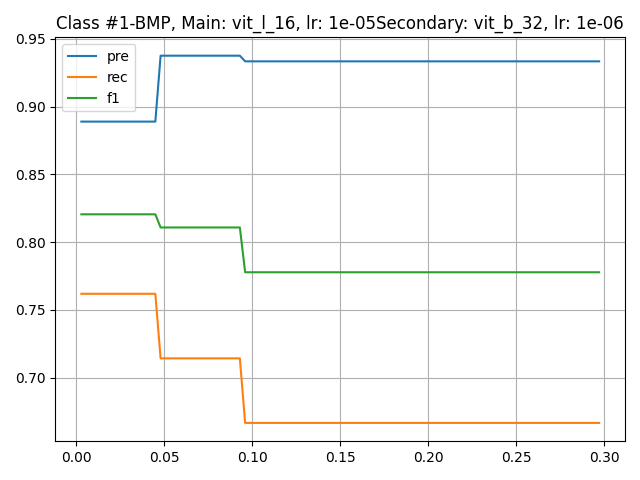 Class #1-BMP, Main: vit_l_16, lr: 1e-05Secondary: vit_b_32, lr: 1e-06
pre
rec
f1
0.95
0.90
0.85
0.80
0.75
0.70
0.00 0.05 0.10 0.15 0.20 0.25 0.30